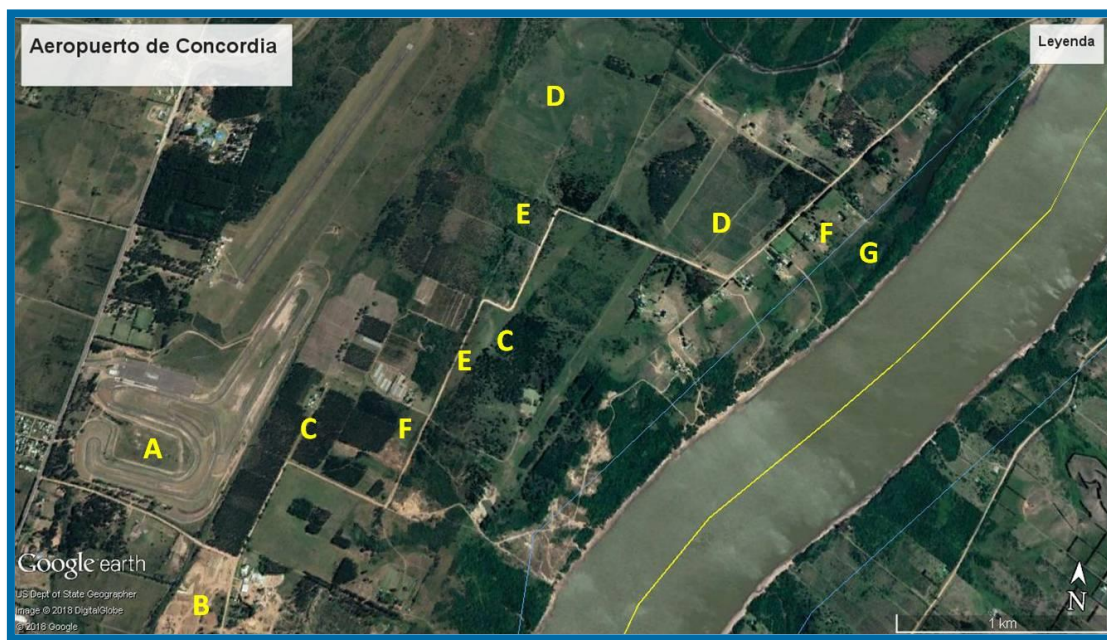 Aeropuerto de Concordia
Leyenda
D
E
D
F
G
E
C
C
F
A
B
Google earth
US Dept of State Geographer
Image © 2018 DigitalGlobe
© 2018 Google
N
1 km